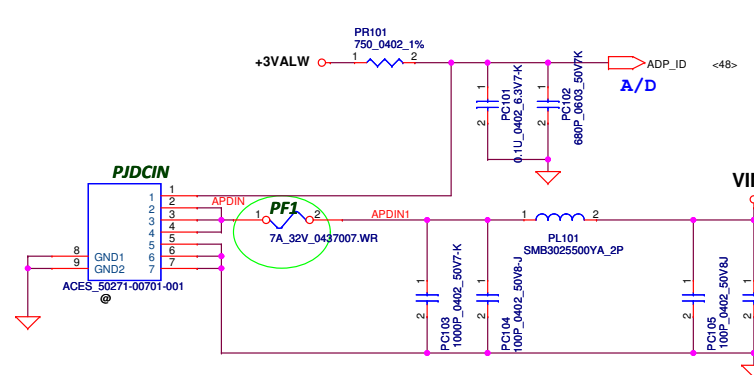 PR101
750_0402_1%
+3VALW
1
2
ADP_ID
<48>
A/D
1
2
PC101
0.1U_0402_6.3V7-K
1
2
PC102
680P_0603_50V7K
PJDCIN
1
2
3
4
5
6
7
1
2
3
4
5
6
7
8
9
GND1
GND2
ACES_50271-00701-001
@
APDIN
PF1
1
2
7A_32V_0437007.WR
APDIN1
1
2
PL101
SMB3025500YA_2P
VI
1
2
PC103
1000P_0402_50V7-K
1
2
PC104
100P_0402_50V8-J
1
2
PC105
100P_0402_50V8J
1
2